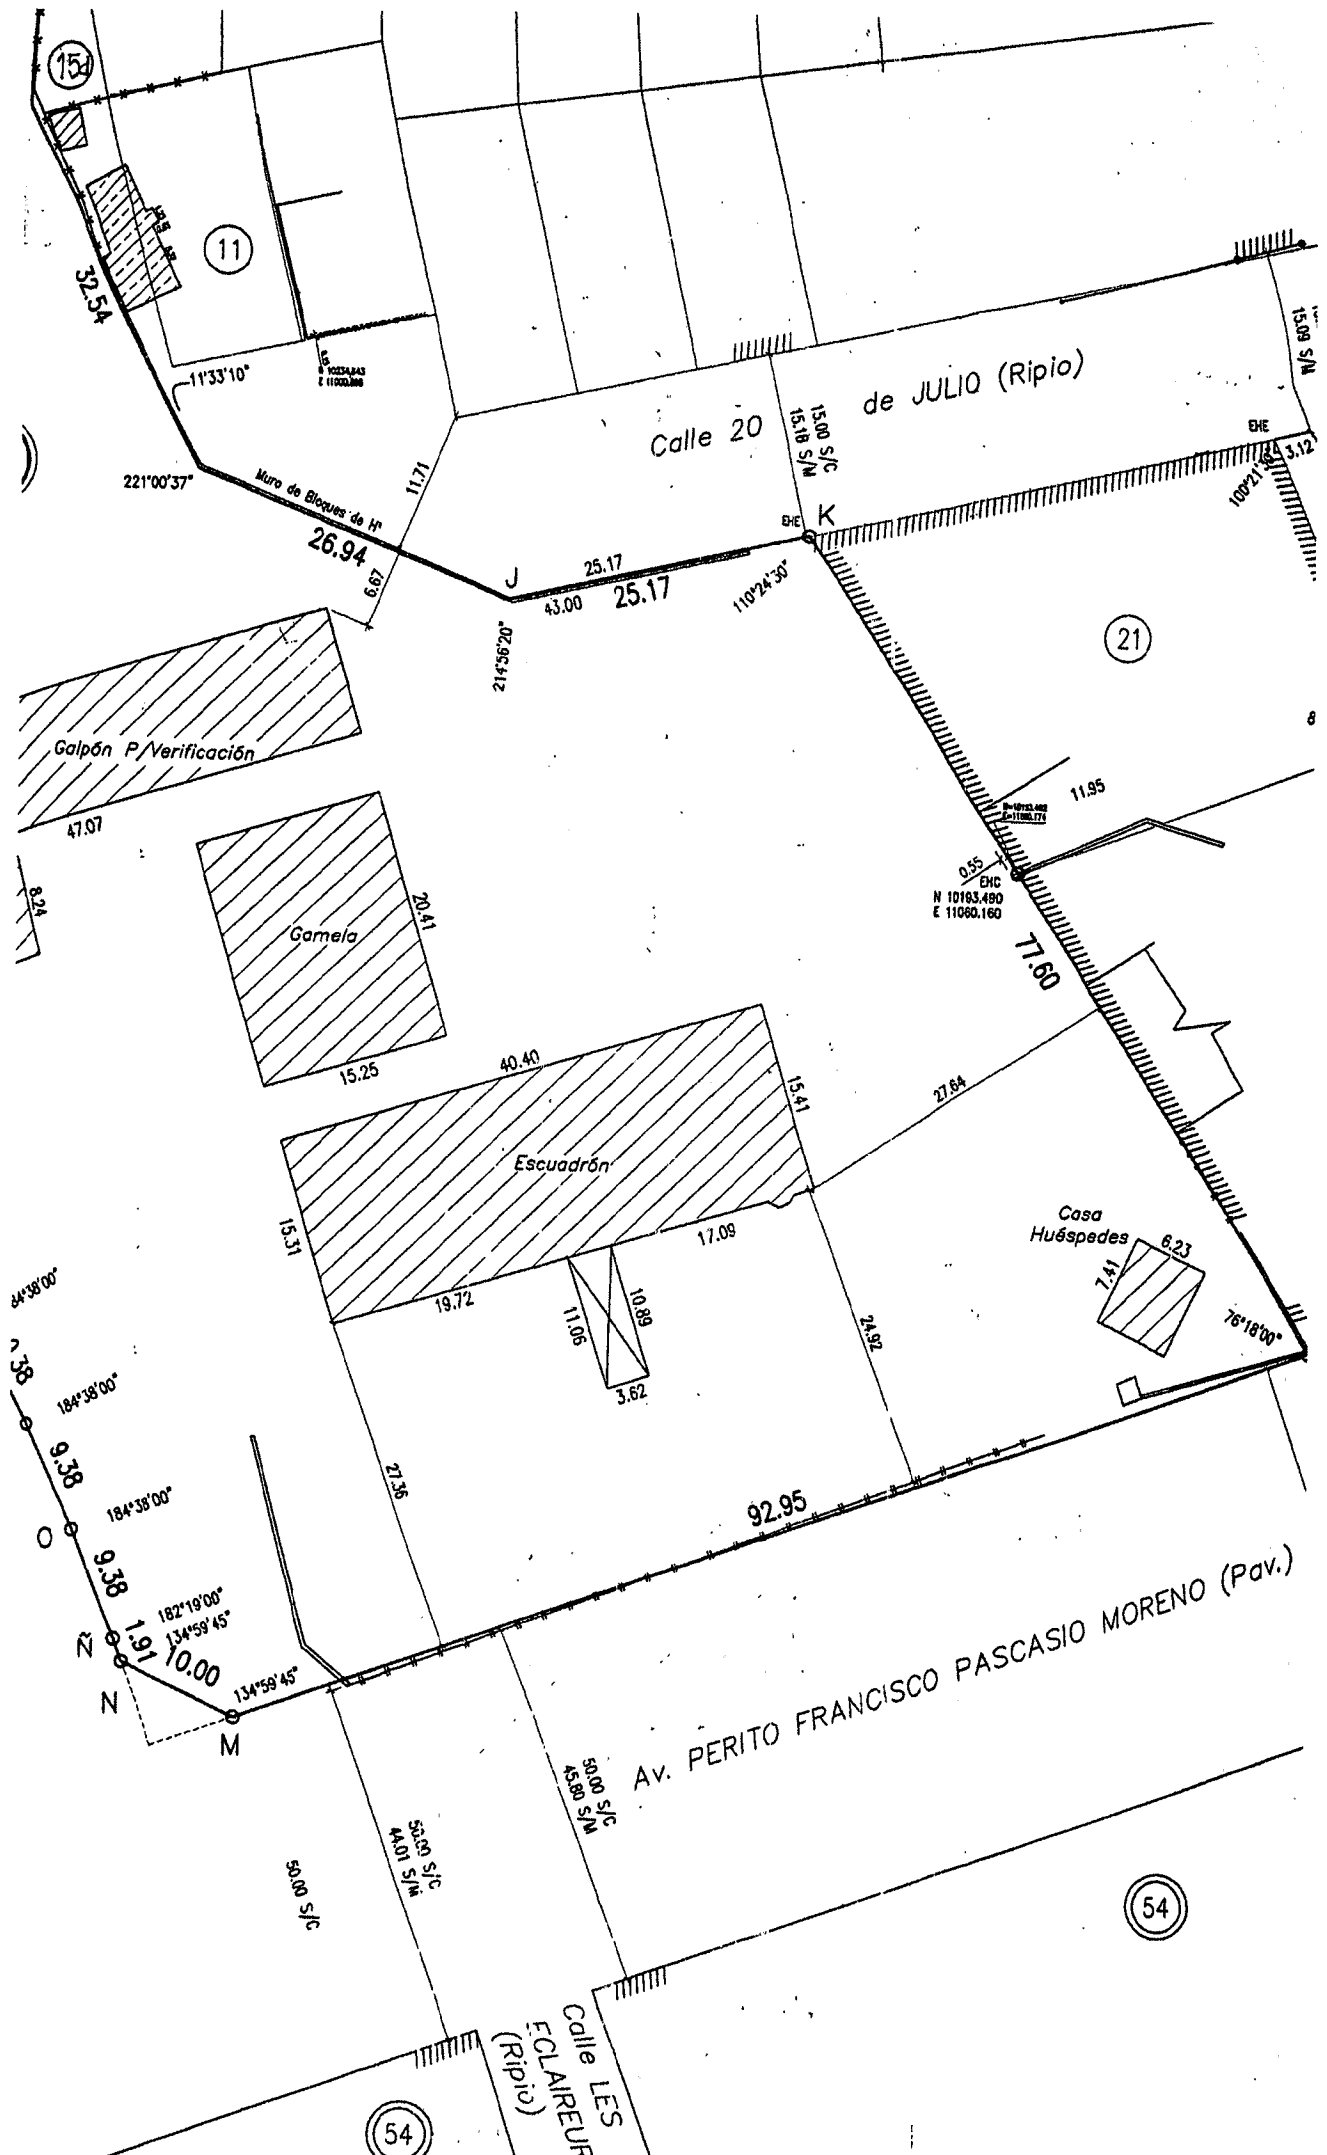 15d
11
32.54
11°33'10"
221°00'37"
Muro de Bloques de Hº
26.94
11.71
6.67
Calle 20
de JULIO (Ripio)
15.00 S/C
15.18 S/M
15.09 S/M
EHE
3.12
EHE
K
J
25.17
43.00
25.17
110°24'30"
214°56'20"
21
8
Galpón P/Verificación
47.07
8.24
11.95
0.55
EHC
N 10193.490
E 11060.160
77.60
Gamela
20.41
15.25
40.40
15.41
Escuadrón
15.31
27.64
17.09
19.72
11.06
10.89
3.62
Casa
Huéspedes
6.23
7.41
76°18'00"
24.92
27.36
84°38'00"
.38
184°38'00"
9.38
184°38'00"
O
9.38
182°19'00"
134°59'45"
Ñ
1.91
10.00
N
134°59'45"
M
92.95
Av. PERITO FRANCISCO PASCASIO MORENO (Pav.)
50.00 S/C
45.80 S/M
50.00 S/C
44.01 S/M
50.00 S/C
54
Calle LES
ECLAIREUR
(Ripio)
54